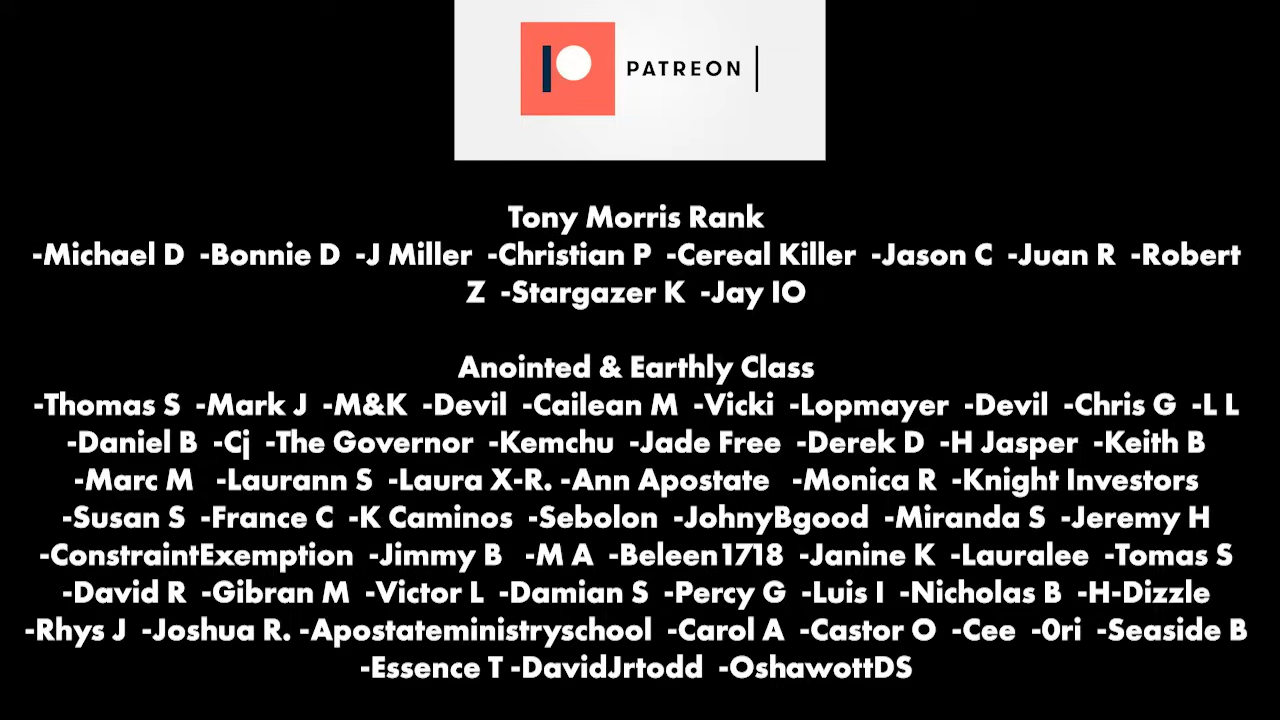 PATREON
Tony Morris Rank
-Michael D -Bonnie D -J Miller -Christian P -Cereal Killer -Jason C -Juan R -Robert
Z -Stargazer K -Jay IO
Anointed & Earthly Class
-Thomas S -Mark J -M&K -Devil -Cailean M -Vicki -Lopmayer -Devil -Chris G -L L
-Daniel B -Cj -The Governor -Kemchu -Jade Free -Derek D -H Jasper -Keith B
-Marc M -Laurann S -Laura X-R. -Ann Apostate -Monica R -Knight Investors
-Susan S -France C -K Caminos -Sebolon -JohnyBgood -Miranda S -Jeremy H
-ConstraintExemption -Jimmy B -M A -Beleen1718 -Janine K -Lauralee -Tomas S
-David R -Gibran M -Victor L -Damian S -Percy G -Luis I -Nicholas B -H-Dizzle
-Rhys J -Joshua R. -Apostateministryschool -Carol A -Castor O -Cee -0ri -Seaside B
-Essence T -DavidJrtodd -OshawottDS